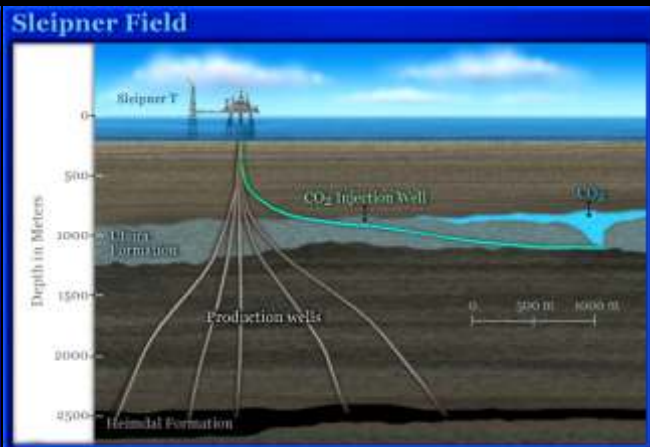 Sleipner Field
Sleipner T
0
500
1000
1500
2000
2500
Depth in Meters
CO₂ Injection Well
CO₂
Utsira
Formation
Production wells
0 500 m 1000 m
Heimdal Formation